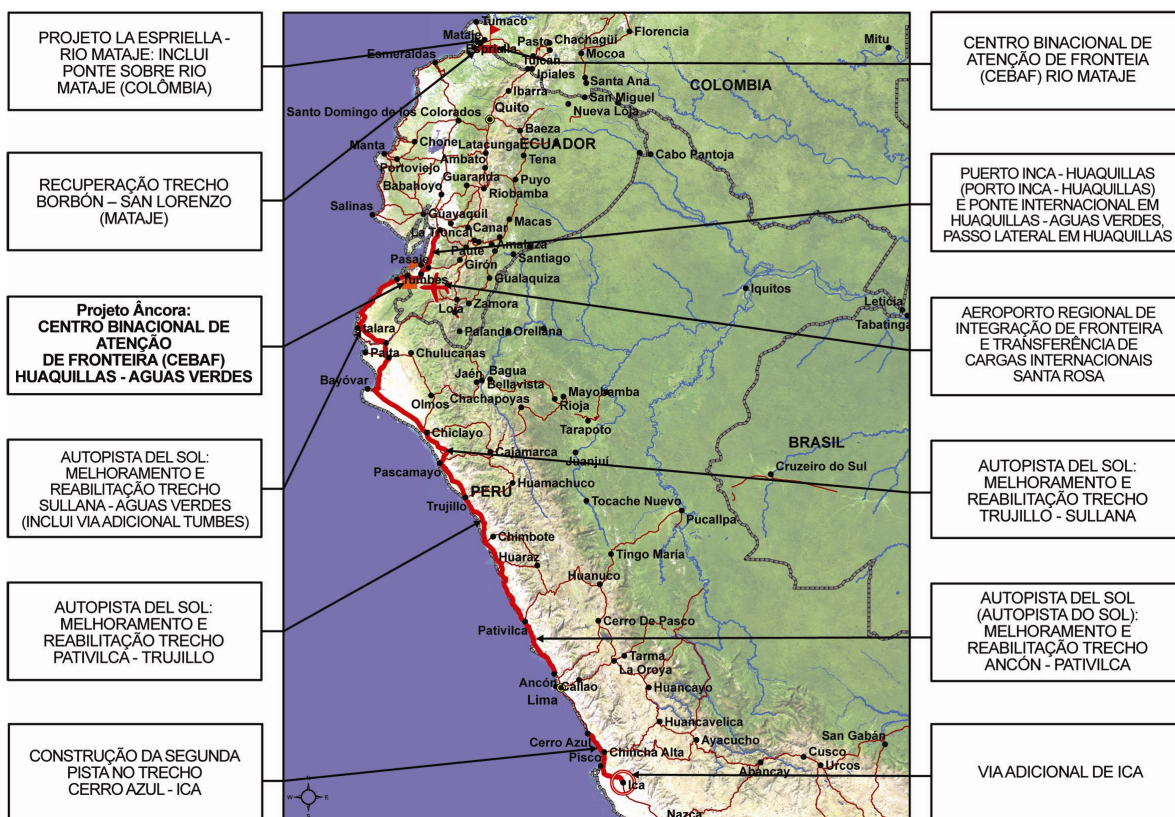 PROJETO LA ESPRIELLA -
RIO MATAJE: INCLUI
PONTE SOBRE RIO
MATAJE (COLÔMBIA)
RECUPERAÇÃO TRECHO
BORBÓN – SAN LORENZO
(MATAJE)
Projeto Âncora:
CENTRO BINACIONAL DE
ATENÇÃO
DE FRONTEIRA (CEBAF)
HUAQUILLAS - AGUAS VERDES
AUTOPISTA DEL SOL:
MELHORAMENTO E
REABILITAÇÃO TRECHO
SULLANA - AGUAS VERDES
(INCLUI VIA ADICIONAL TUMBES)
AUTOPISTA DEL SOL:
MELHORAMENTO E
REABILITAÇÃO TRECHO
PATIVILCA - TRUJILLO
CONSTRUÇÃO DA SEGUNDA
PISTA NO TRECHO
CERRO AZUL - ICA
Tumaco
Mataje
Espriella
Pasto
Chachagüí
Florencia
Mitu
Mocoa
Esmeraldas
Tulcán
Ipiales
Santa Ana
COLOMBIA
Ibarra
San Miguel
Santo Domingo de los Colorados
Quito
Nueva Loja
Baeza
Chone
Latacunga
ECUADOR
Manta
Ambato
Tena
Cabo Pantoja
Portoviejo
Guaranda
Puyo
Babahoyo
Riobamba
Salinas
Guayaquil
Macas
La Troncal
Canar
Amaluza
Paute
Santiago
Pasaje
Girón
Tumbes
Gualaquiza
Iquitos
Leticia
Loja
Zamora
Tabatinga
Talara
Palanda
Orellana
Paita
Chulucanas
Bagua
Jaén
Bellavista
Bayóvar
Mayobamba
Olmos
Chachapoyas
Rioja
Tarapoto
Chiclayo
BRASIL
Cajamarca
Juanjui
Cruzeiro do Sul
Pascamayo
Huamachuco
PERÚ
Trujillo
Tocache Nuevo
Pucallpa
Chimbote
Huaraz
Tingo María
Huanuco
Pativilca
Cerro De Pasco
Tarma
La Oroya
Ancón
Callao
Lima
Huancayo
Huancavelica
Cerro Azul
Ayacucho
San Gabán
Chincha Alta
Cusco
Pisco
Abancay
Urcos
Ica
Nazca
N
W
E
S
CENTRO BINACIONAL DE
ATENÇÃO DE FRONTEIA
(CEBAF) RIO MATAJE
PUERTO INCA - HUAQUILLAS
(PORTO INCA - HUAQUILLAS)
E PONTE INTERNACIONAL EM
HUAQUILLAS - AGUAS VERDES,
PASSO LATERAL EM HUAQUILLAS
AEROPORTO REGIONAL DE
INTEGRAÇÃO DE FRONTEIRA
E TRANSFERÊNCIA DE
CARGAS INTERNACIONAIS
SANTA ROSA
AUTOPISTA DEL SOL:
MELHORAMENTO E
REABILITAÇÃO TRECHO
TRUJILLO - SULLANA
AUTOPISTA DEL SOL
(AUTOPISTA DO SOL):
MELHORAMENTO E
REABILITAÇÃO TRECHO
ANCÓN - PATIVILCA
VIA ADICIONAL DE ICA